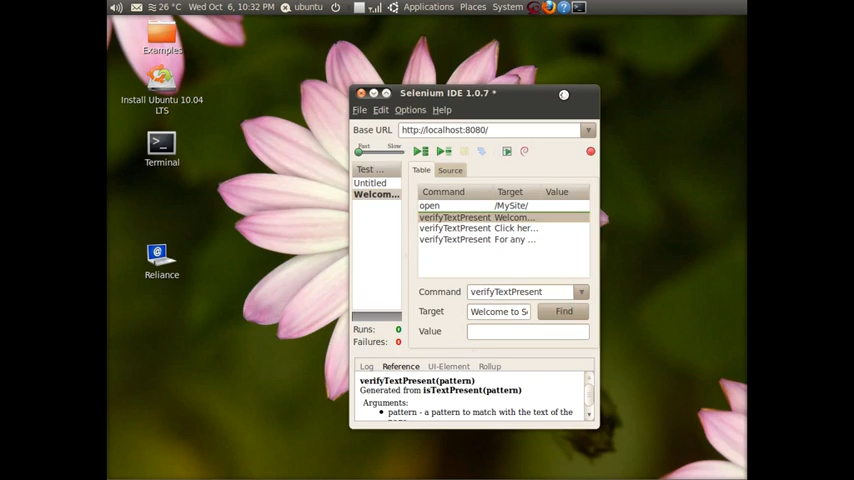 26 °C Wed Oct 6, 10:32 PM ubuntu Applications Places System
Examples
Install Ubuntu 10.04
LTS
Terminal
Reliance
Selenium IDE 1.0.7 *
File Edit Options Help
Base URL http://localhost:8080/
Fast Slow
Test ... Table Source
Untitled
Welcom...
Command Target Value
open /MySite/
verifyTextPresent Welcom...
verifyTextPresent Click her...
verifyTextPresent For any ...
Command verifyTextPresent
Target Welcome to Se Find
Value
Runs: 0
Failures: 0
Log Reference UI-Element Rollup
verifyTextPresent(pattern)
Generated from isTextPresent(pattern)
Arguments:
• pattern - a pattern to match with the text of the